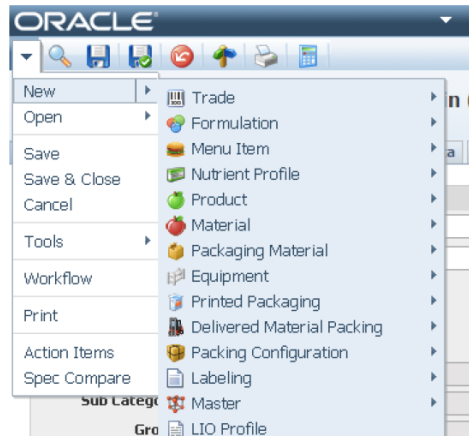 ORACLE
New
Open
Save
Save & Close
Cancel
Tools
Workflow
Print
Action Items
Spec Compare
Trade
Formulation
Menu Item
Nutrient Profile
Product
Material
Packaging Material
Equipment
Printed Packaging
Delivered Material Packing
Packing Configuration
Labeling
Master
LIO Profile
in
a
Sub Catego
Gro